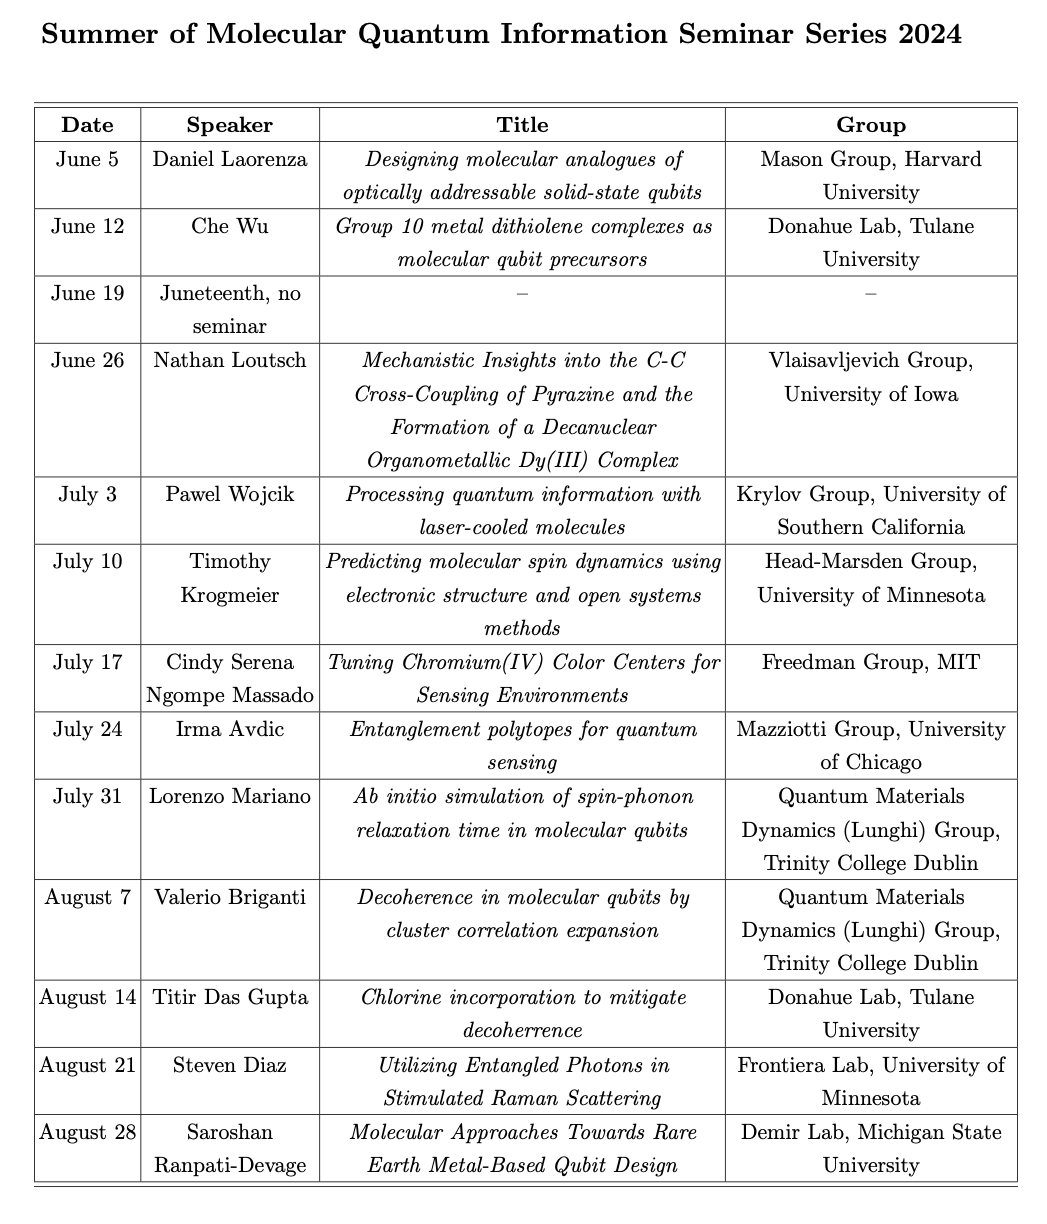 Summer of Molecular Quantum Information Seminar Series 2024
Date Speaker Title Group
June 5 Daniel Laorenza Designing molecular analogues of Mason Group, Harvard
optically addressable solid-state qubits University
June 12 Che Wu Group 10 metal dithiolene complexes as Donahue Lab, Tulane
molecular qubit precursors University
June 19 Juneteenth, no – –
seminar
June 26 Nathan Loutsch Mechanistic Insights into the C-C Vlaisavljevich Group,
Cross-Coupling of Pyrazine and the University of Iowa
Formation of a Decanuclear
Organometallic Dy(III) Complex
July 3 Pawel Wojcik Processing quantum information with Krylov Group, University of
laser-cooled molecules Southern California
July 10 Timothy Predicting molecular spin dynamics using Head-Marsden Group,
Krogmeier electronic structure and open systems University of Minnesota
methods
July 17 Cindy Serena Tuning Chromium(IV) Color Centers for Freedman Group, MIT
Ngompe Massado Sensing Environments
July 24 Irma Avdic Entanglement polytopes for quantum Mazziotti Group, University
sensing of Chicago
July 31 Lorenzo Mariano Ab initio simulation of spin-phonon Quantum Materials
relaxation time in molecular qubits Dynamics (Lunghi) Group,
Trinity College Dublin
August 7 Valerio Briganti Decoherence in molecular qubits by Quantum Materials
cluster correlation expansion Dynamics (Lunghi) Group,
Trinity College Dublin
August 14 Titir Das Gupta Chlorine incorporation to mitigate Donahue Lab, Tulane
decoherrence University
August 21 Steven Diaz Utilizing Entangled Photons in Frontiera Lab, University of
Stimulated Raman Scattering Minnesota
August 28 Saroshan Molecular Approaches Towards Rare Demir Lab, Michigan State
Ranpati-Devage Earth Metal-Based Qubit Design University